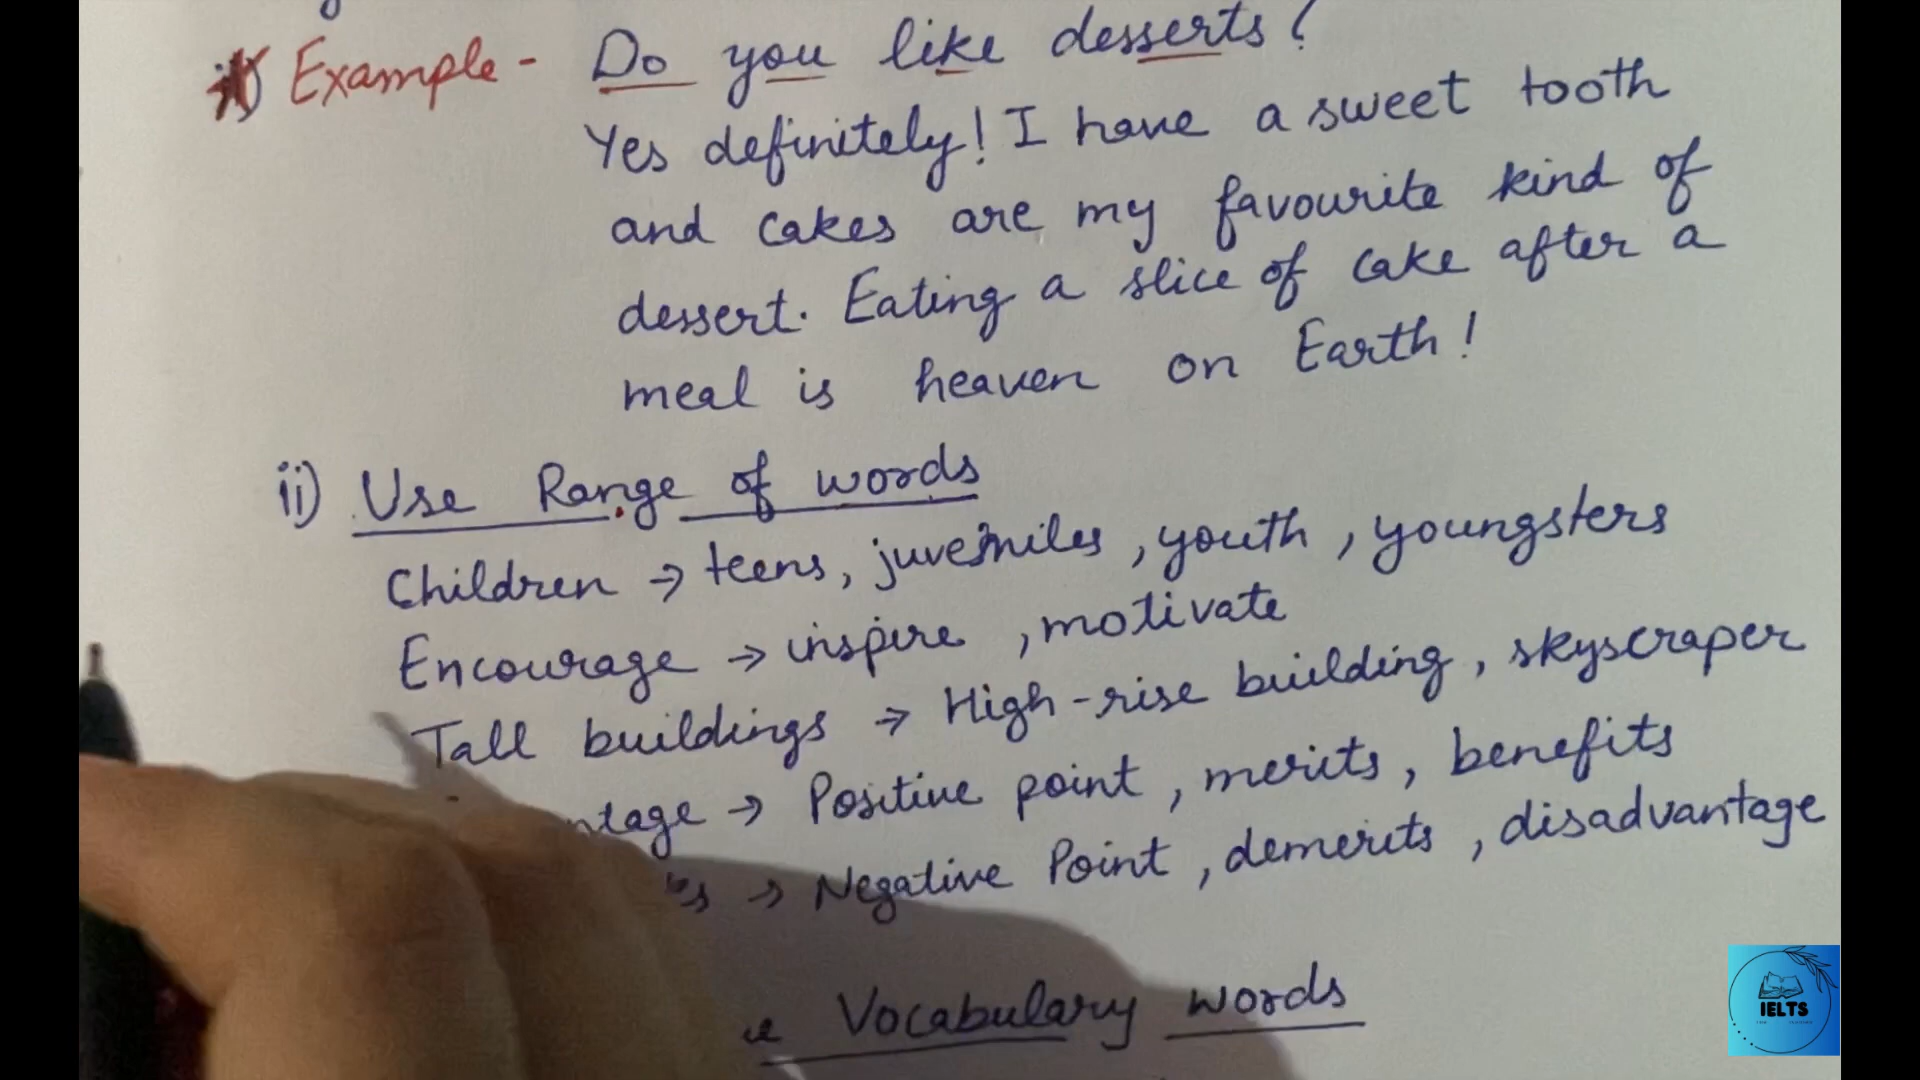 Example - Do you like desserts?
Yes definitely! I have a sweet tooth
and cakes are my favourite kind of
dessert. Eating a slice of cake after a
meal is heaven on Earth!
ii) Use Range of words
Children → teens, juveniles, youth, youngsters
Encourage → inspire, motivate
Tall buildings → High-rise building, skyscraper
ntage → Positive point, merits, benefits
→ Negative Point, demerits, disadvantage
Vocabulary words
IELTS